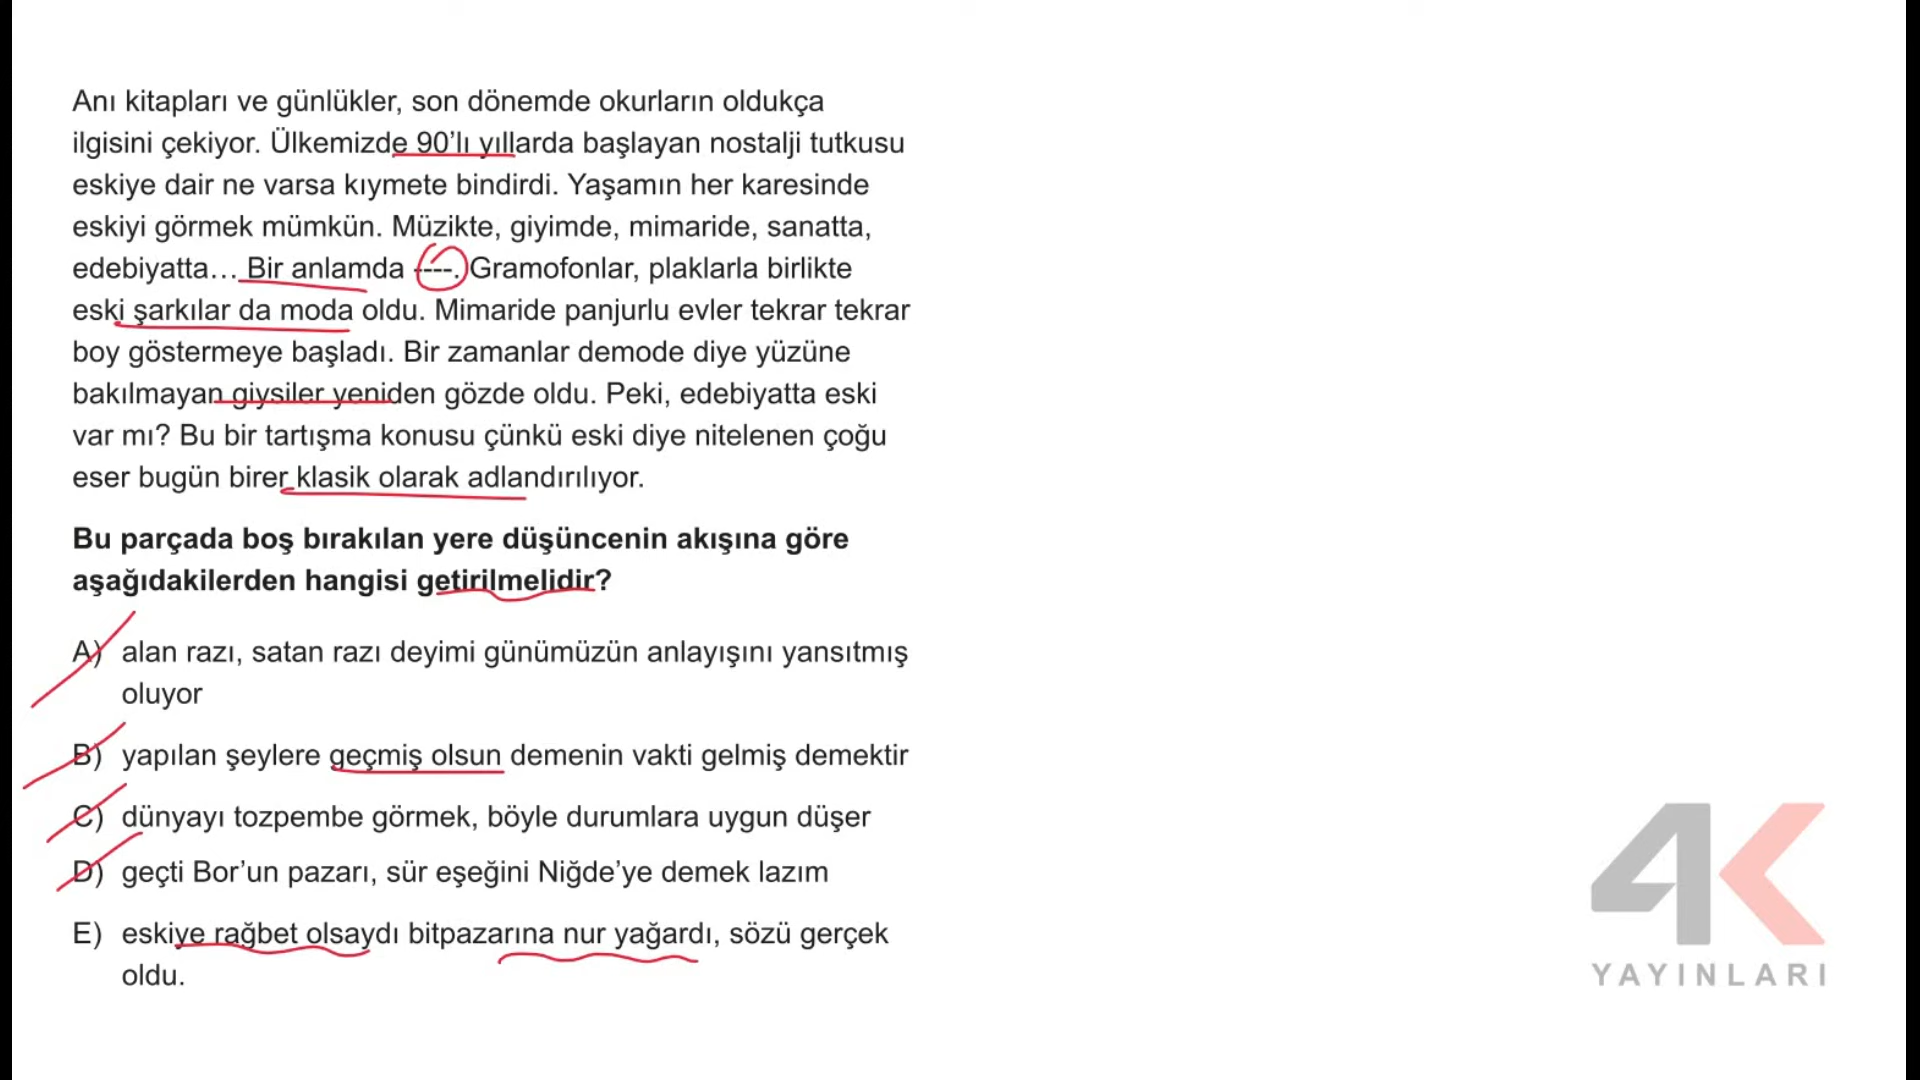 Anı kitapları ve günlükler, son dönemde okurların oldukça
ilgisini çekiyor. Ülkemizde 90’lı yıllarda başlayan nostalji tutkusu
eskiye dair ne varsa kıymete bindirdi. Yaşamın her karesinde
eskiyi görmek mümkün. Müzikte, giyimde, mimaride, sanatta,
edebiyatta… Bir anlamda ----. Gramofonlar, plaklarla birlikte
eski şarkılar da moda oldu. Mimaride panjurlu evler tekrar tekrar
boy göstermeye başladı. Bir zamanlar demode diye yüzüne
bakılmayan giysiler yeniden gözde oldu. Peki, edebiyatta eski
var mı? Bu bir tartışma konusu çünkü eski diye nitelenen çoğu
eser bugün birer klasik olarak adlandırılıyor.
Bu parçada boş bırakılan yere düşüncenin akışına göre
aşağıdakilerden hangisi getirilmelidir?
A) alan razı, satan razı deyimi günümüzün anlayışını yansıtmış
oluyor
B) yapılan şeylere geçmiş olsun demenin vakti gelmiş demektir
C) dünyayı tozpembe görmek, böyle durumlara uygun düşer
D) geçti Bor’un pazarı, sür eşeğini Niğde’ye demek lazım
E) eskiye rağbet olsaydı bitpazarına nur yağardı, sözü gerçek
oldu.
4K
YAYINLARI